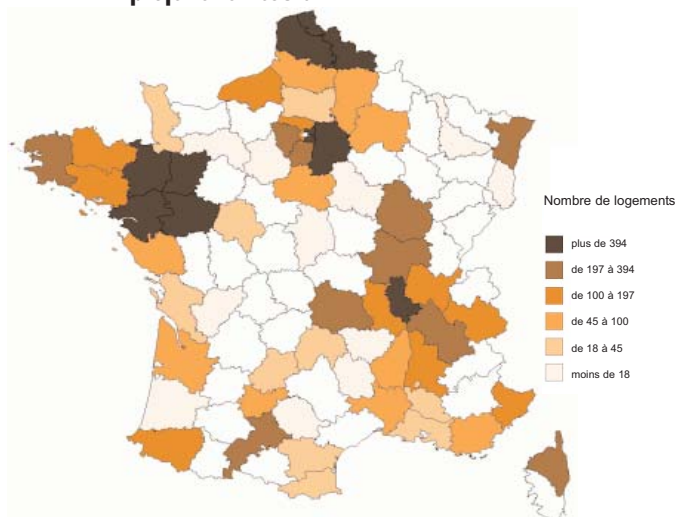 Nombre de logements
plus de 394
de 197 à 394
de 100 à 197
de 45 à 100
de 18 à 45
moins de 18